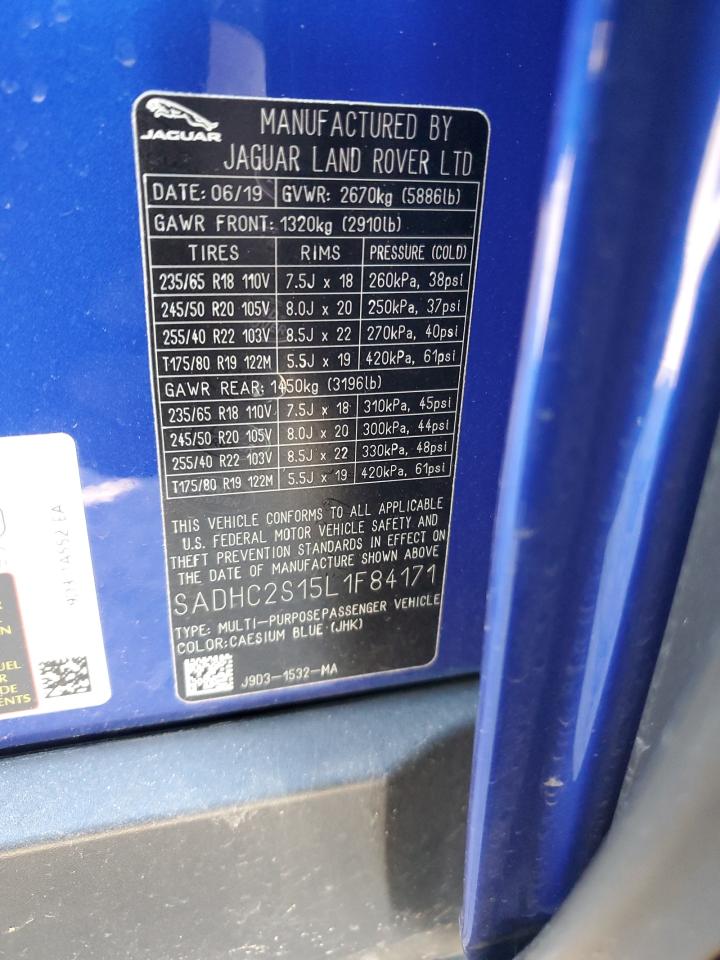 JAGUAR
MANUFACTURED BY
JAGUAR LAND ROVER LTD
DATE: 06/19 GVWR: 2670kg (5886lb)
GAWR FRONT: 1320kg (2910lb)
TIRES RIMS PRESSURE (COLD)
235/65 R18 110V 7.5J x 18 260kPa, 38psi
245/50 R20 105V 8.0J x 20 250kPa, 37psi
255/40 R22 103V 8.5J x 22 270kPa, 40psi
T175/80 R19 122M 5.5J x 19 420kPa, 61psi
GAWR REAR: 1450kg (3196lb)
235/65 R18 110V 7.5J x 18 310kPa, 45psi
245/50 R20 105V 8.0J x 20 300kPa, 44psi
255/40 R22 103V 8.5J x 22 330kPa, 48psi
T175/80 R19 122M 5.5J x 19 420kPa, 61psi
THIS VEHICLE CONFORMS TO ALL APPLICABLE
U.S. FEDERAL MOTOR VEHICLE SAFETY AND
THEFT PREVENTION STANDARDS IN EFFECT ON
THE DATE OF MANUFACTURE SHOWN ABOVE
SADHC2S15L1F84171
TYPE: MULTI-PURPOSE PASSENGER VEHICLE
COLOR: CAESIUM BLUE (JHK)
J9D3-1532-MA